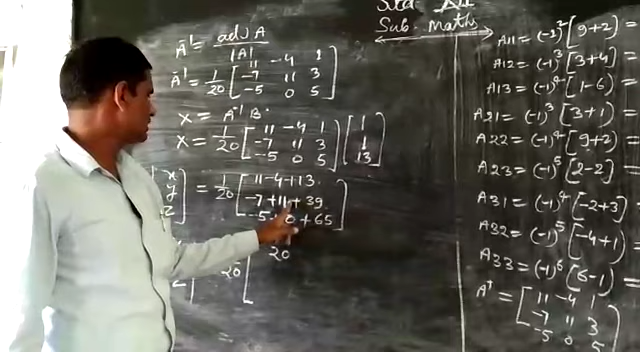 Std XII
Sub. Maths
A⁻¹ = adj A / |A|
A⁻¹ = 1/20 [ 11 -4 1
-7 11 3
-5 0 5 ]
X = A⁻¹ B.
X = 1/20 [ 11 -4 1
-7 11 3
-5 0 5 ] [ 1
1
13 ]
x
y
z ] = 1/20 [ 11-4+13
-7+11+39
-5+0+65 ]
20
20
=
A11 = (-1)² [9+2] =
A12 = (-1)³ [3+4] =
A13 = (-1)⁴ [1-6] =
A21 = (-1)³ [3+1] =
A22 = (-1)⁴ [9+2] =
A23 = (-1)⁵ [2-2] =
A31 = (-1)⁴ [-2+3] =
A32 = (-1)⁵ [-4+1] =
A33 = (-1)⁶ [6-1] =
= [ 11 -4 1
-7 11 3
-5 0 5